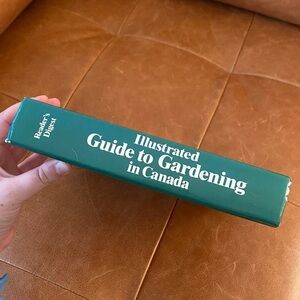 Reader's
Digest
Illustrated
Guide to Gardening
in Canada